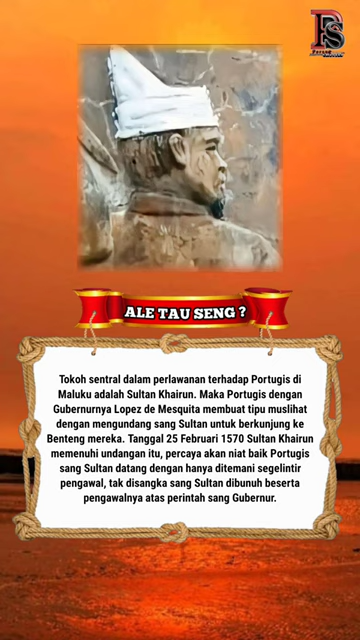 PS
ALE TAU SENG ?
Tokoh sentral dalam perlawanan terhadap Portugis di
Maluku adalah Sultan Khairun. Maka Portugis dengan
Gubernurnya Lopez de Mesquita membuat tipu muslihat
dengan mengundang sang Sultan untuk berkunjung ke
Benteng mereka. Tanggal 25 Februari 1570 Sultan Khairun
memenuhi undangan itu, percaya akan niat baik Portugis
sang Sultan datang dengan hanya ditemani segelintir
pengawal, tak disangka sang Sultan dibunuh beserta
pengawalnya atas perintah sang Gubernur.